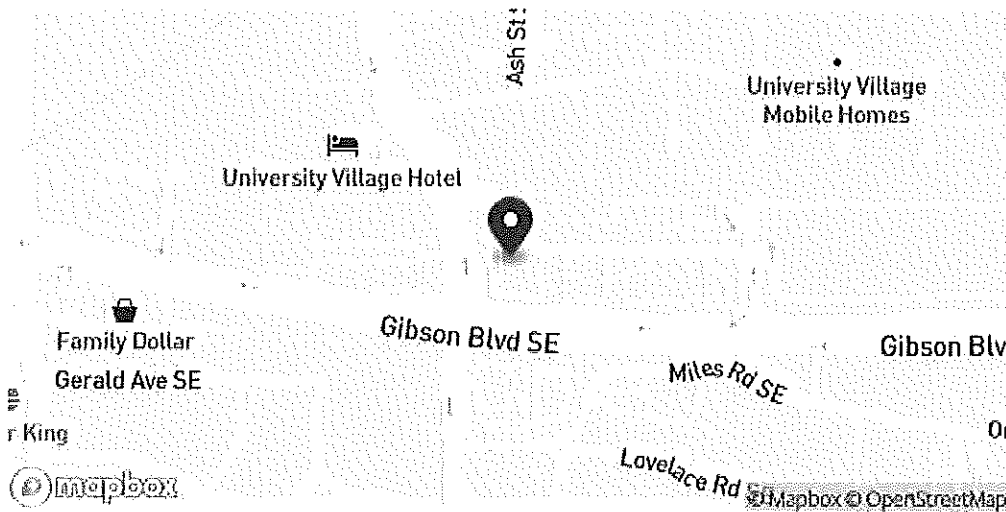 Ash St S
University Village
Mobile Homes
University Village Hotel
Family Dollar
Gerald Ave SE
Gibson Blvd SE
Gibson Blv
Miles Rd SE
r King
Lovelace Rd
mapbox
© Mapbox © OpenStreetMap